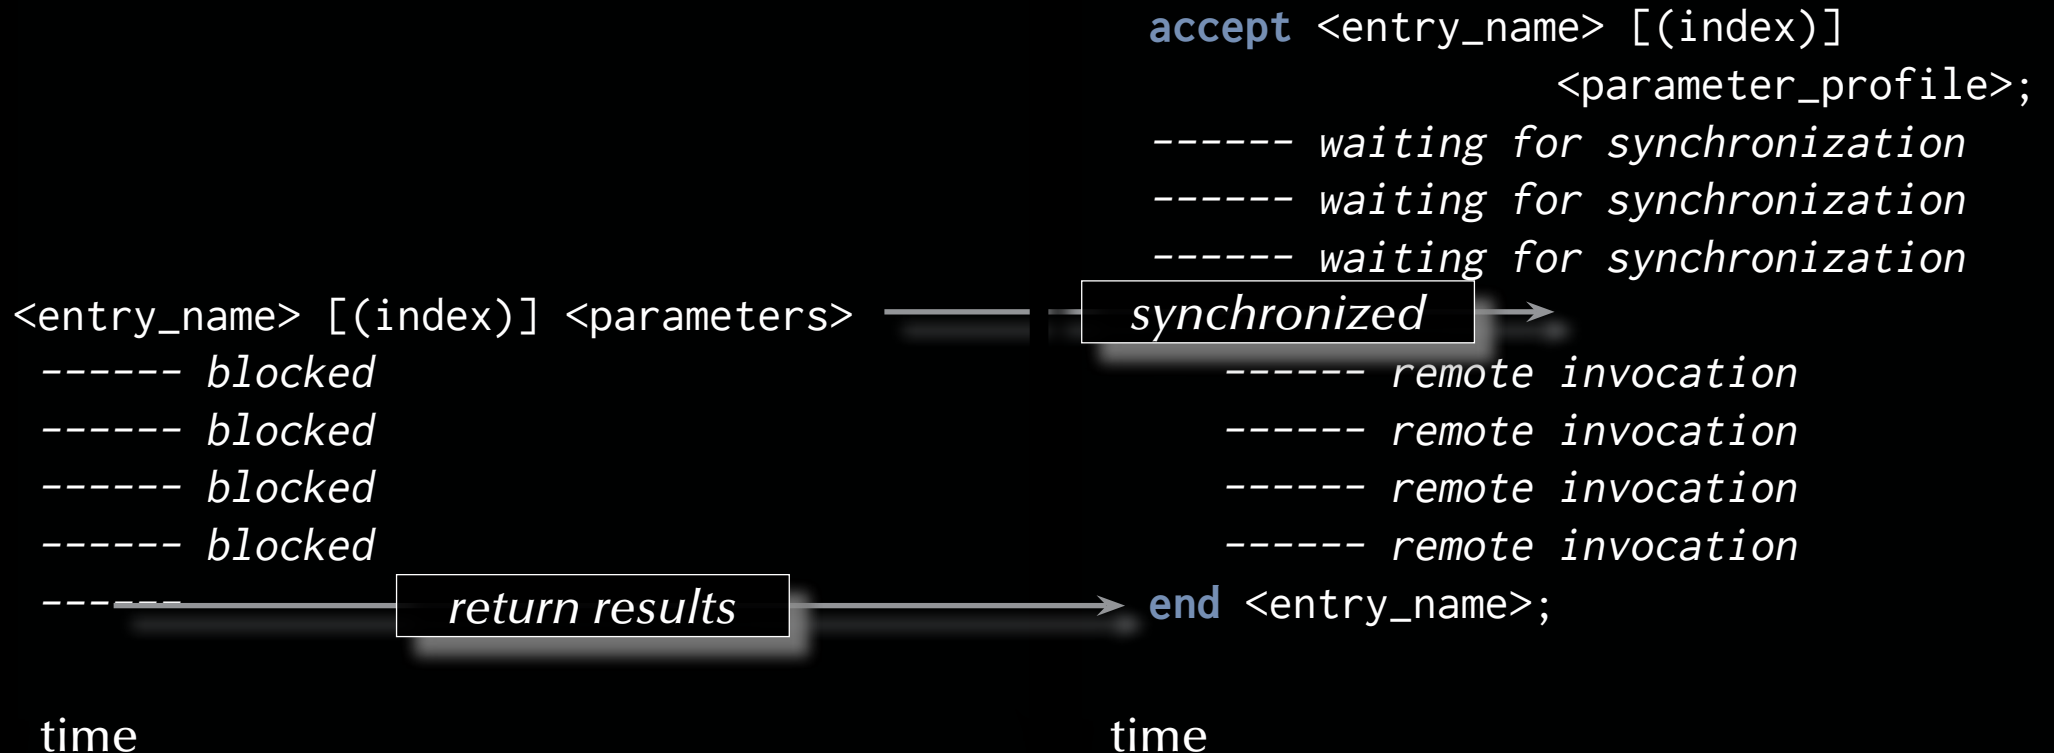 accept <entry_name> [(index)]
<parameter_profile>;
------ waiting for synchronization
------ waiting for synchronization
------ waiting for synchronization
<entry_name> [(index)] <parameters>
synchronized
------ blocked
------ remote invocation
------ blocked
------ remote invocation
------ blocked
------ remote invocation
------ blocked
------ remote invocation
------
return results
end <entry_name>;
time
time